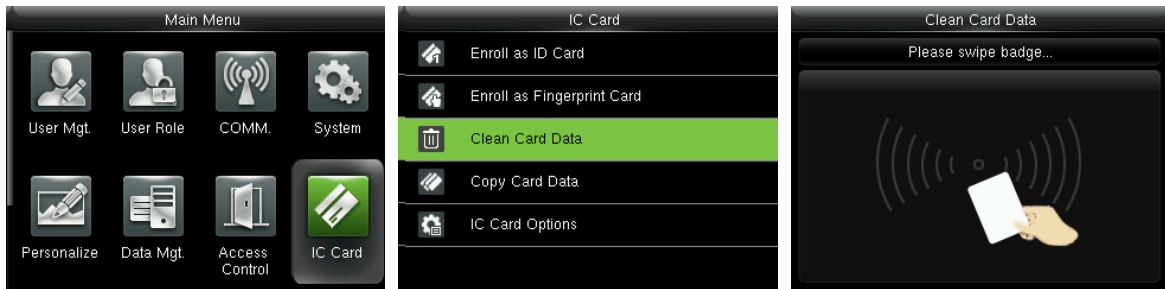 Main Menu
User Mgt.
User Role
COMM.
System
Personalize
Data Mgt.
Access
Control
IC Card
IC Card
Enroll as ID Card
Enroll as Fingerprint Card
Clean Card Data
Copy Card Data
IC Card Options
Clean Card Data
Please swipe badge...